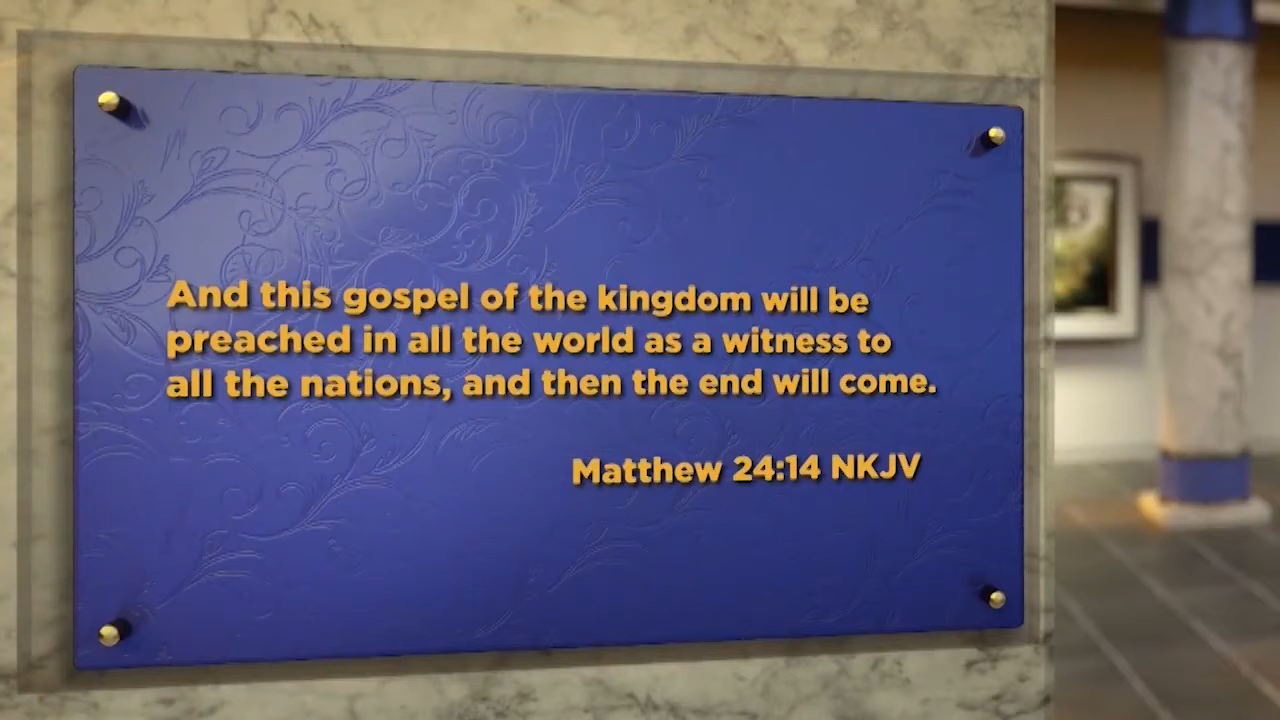 And this gospel of the kingdom will be
preached in all the world as a witness to
all the nations, and then the end will come.
Matthew 24:14 NKJV